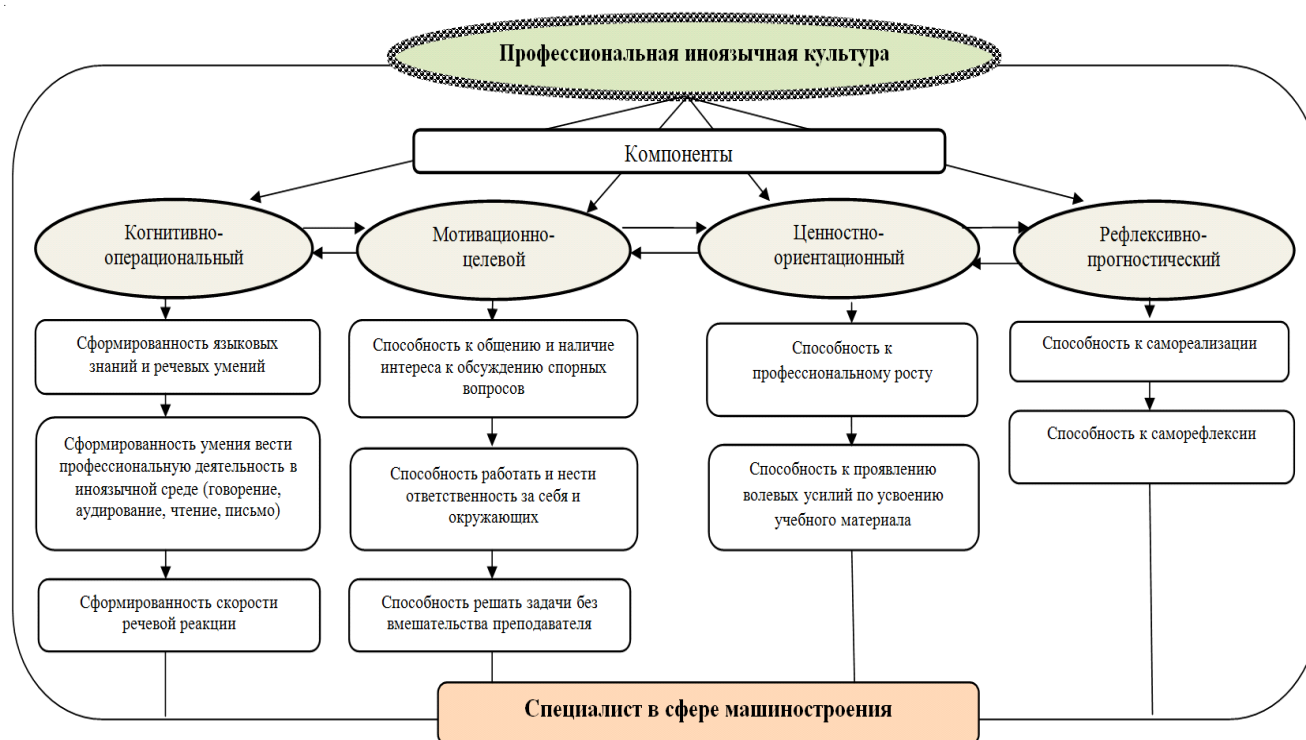 Профессиональная иноязычная культура
Компоненты
Когнитивно-
операциональный
Мотивационно-
целевой
Ценностно-
ориентационный
Рефлексивно-
прогностический
Сформированность языковых
знаний и речевых умений
Сформированность умения вести
профессиональную деятельность в
иноязычной среде (говорение,
аудирование, чтение, письмо)
Сформированность скорости
речевой реакции
Способность к общению и наличие
интереса к обсуждению спорных
вопросов
Способность работать и нести
ответственность за себя и
окружающих
Способность решать задачи без
вмешательства преподавателя
Способность к
профессиональному росту
Способность к проявлению
волевых усилий по усвоению
учебного материала
Способность к самореализации
Способность к саморефлексии
Специалист в сфере машиностроения